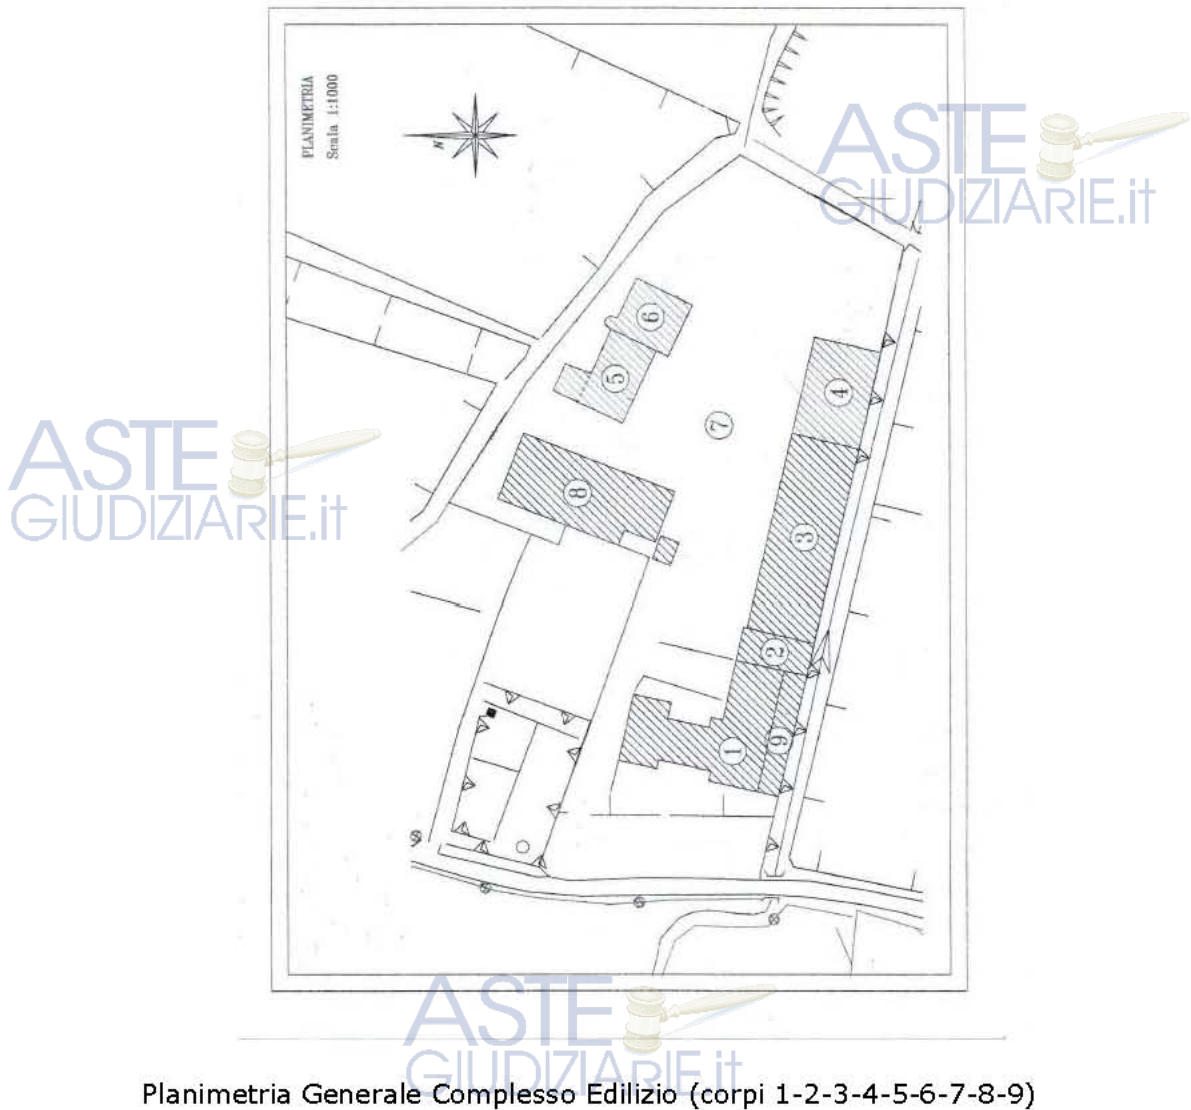 PLANIMETRIA
Scala 1:1000
N
ASTE
GIUDIZIARIE.it
6
5
4
7
ASTE
GIUDIZIARIE.it
8
3
2
1
9
ASTE
GIUDIZIARIE.it
Planimetria Generale Complesso Edilizio (corpi 1-2-3-4-5-6-7-8-9)